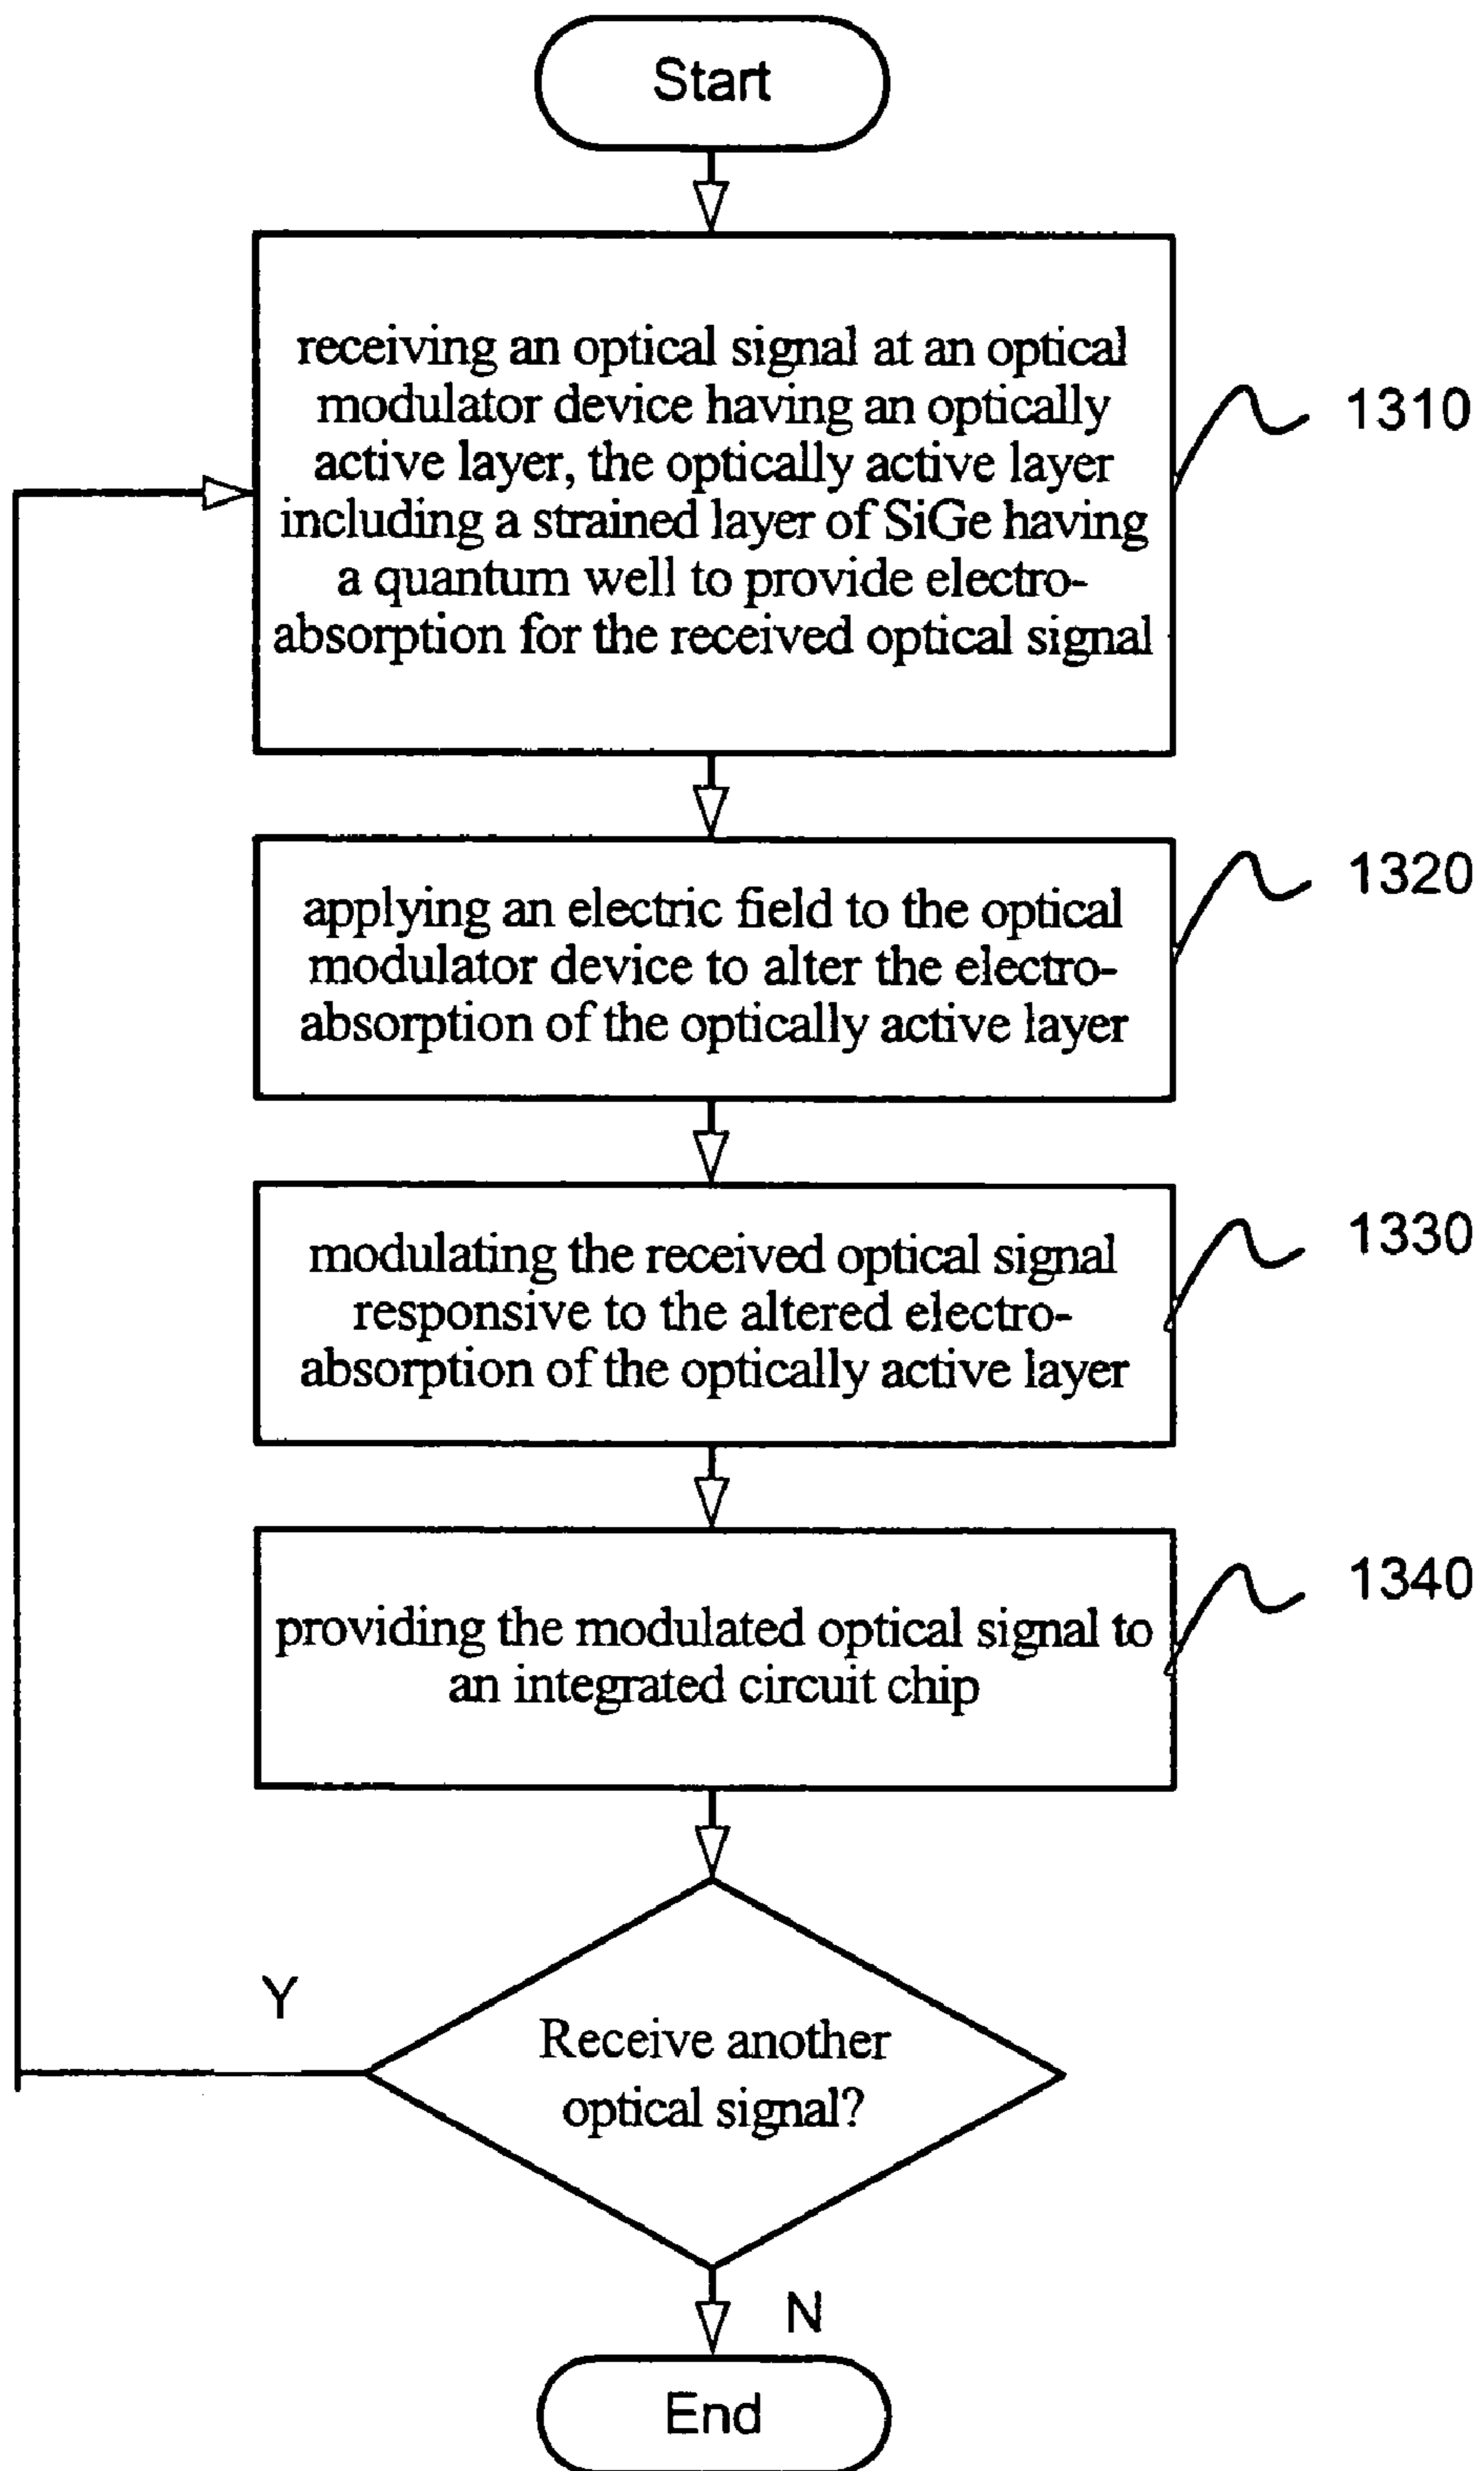 Start
receiving an optical signal at an optical
modulator device having an optically
active layer, the optically active layer
including a strained layer of SiGe having
a quantum well to provide electro-
absorption for the received optical signal
1310
applying an electric field to the optical
modulator device to alter the electro-
absorption of the optically active layer
1320
modulating the received optical signal
responsive to the altered electro-
absorption of the optically active layer
1330
providing the modulated optical signal to
an integrated circuit chip
1340
Y
Receive another
optical signal?
N
End